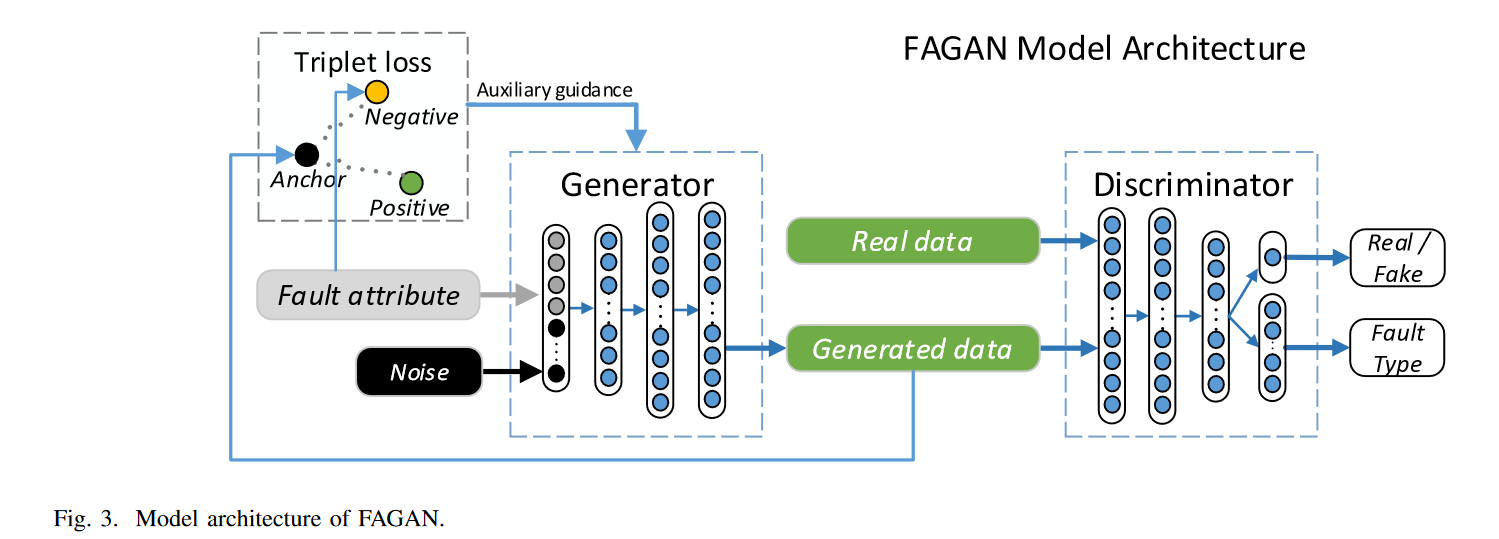 FAGAN Model Architecture
Triplet loss
Negative
Anchor
Positive
Auxiliary guidance
Generator
Discriminator
Fault attribute
Noise
Real data
Generated data
Real /
Fake
Fault
Type
Fig. 3. Model architecture of FAGAN.